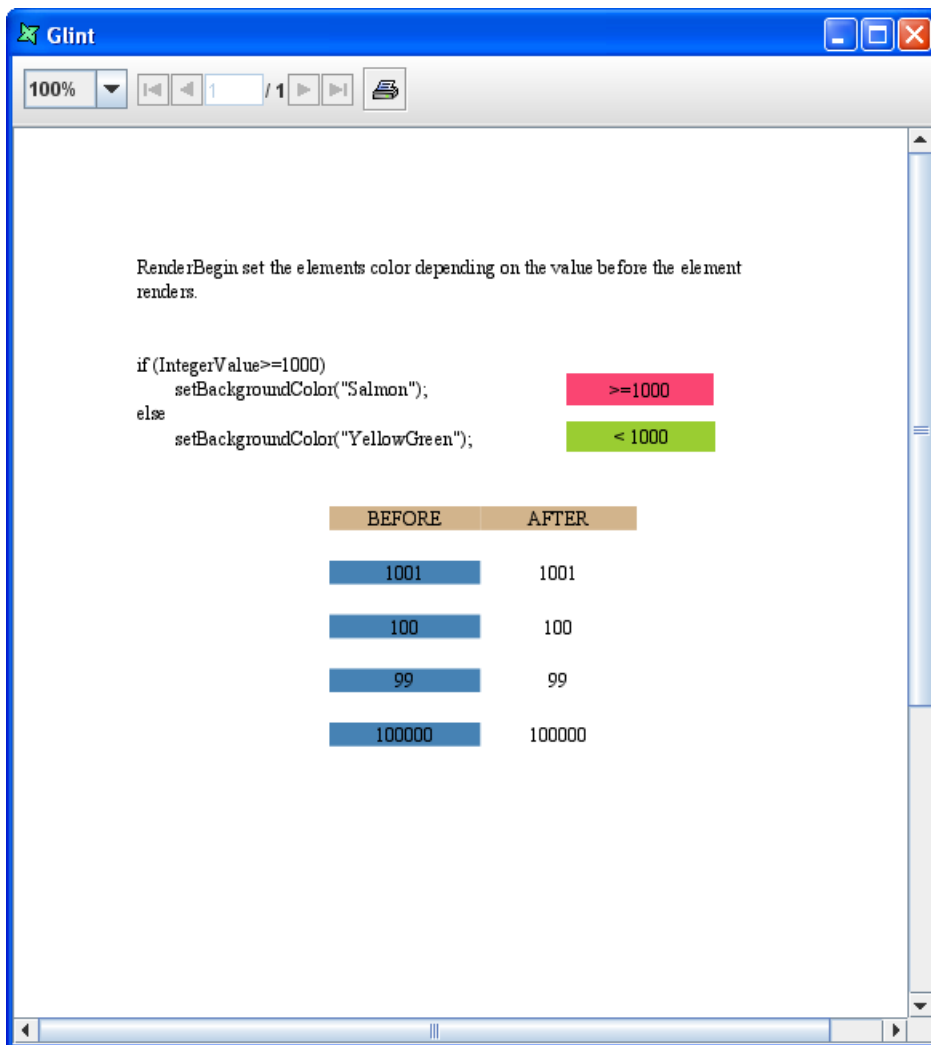 Glint
100% 1 / 1
RenderBegin set the elements color depending on the value before the element
renders.
if (IntegerValue>=1000)
setBackgroundColor("Salmon"); >=1000
else
setBackgroundColor("YellowGreen"); < 1000
BEFORE AFTER
1001 1001
100 100
99 99
100000 100000